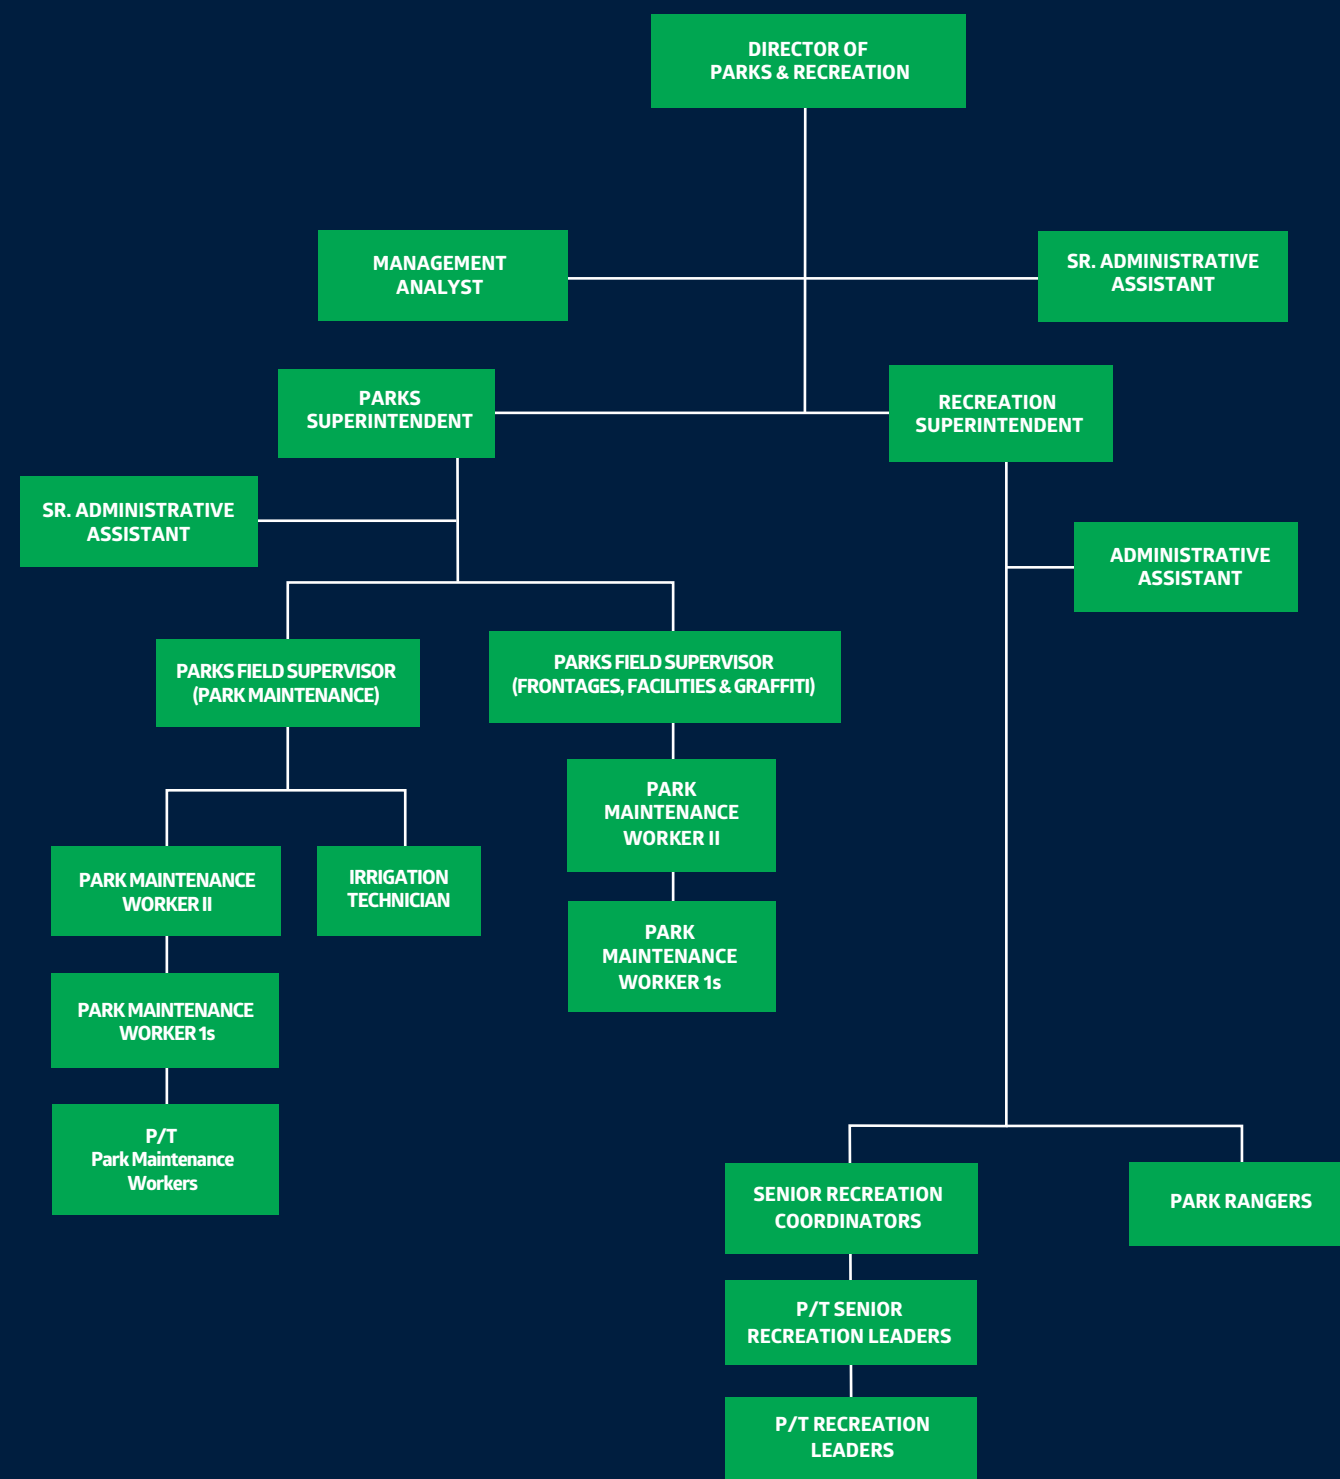 DIRECTOR OF
PARKS & RECREATION
MANAGEMENT
ANALYST
SR. ADMINISTRATIVE
ASSISTANT
PARKS
SUPERINTENDENT
RECREATION
SUPERINTENDENT
SR. ADMINISTRATIVE
ASSISTANT
ADMINISTRATIVE
ASSISTANT
PARKS FIELD SUPERVISOR
(PARK MAINTENANCE)
PARKS FIELD SUPERVISOR
(FRONTAGES, FACILITIES & GRAFFITI)
PARK
MAINTENANCE
WORKER II
PARK MAINTENANCE
WORKER II
IRRIGATION
TECHNICIAN
PARK
MAINTENANCE
WORKER 1s
PARK MAINTENANCE
WORKER 1s
P/T
Park Maintenance
Workers
SENIOR RECREATION
COORDINATORS
PARK RANGERS
P/T SENIOR
RECREATION LEADERS
P/T RECREATION
LEADERS